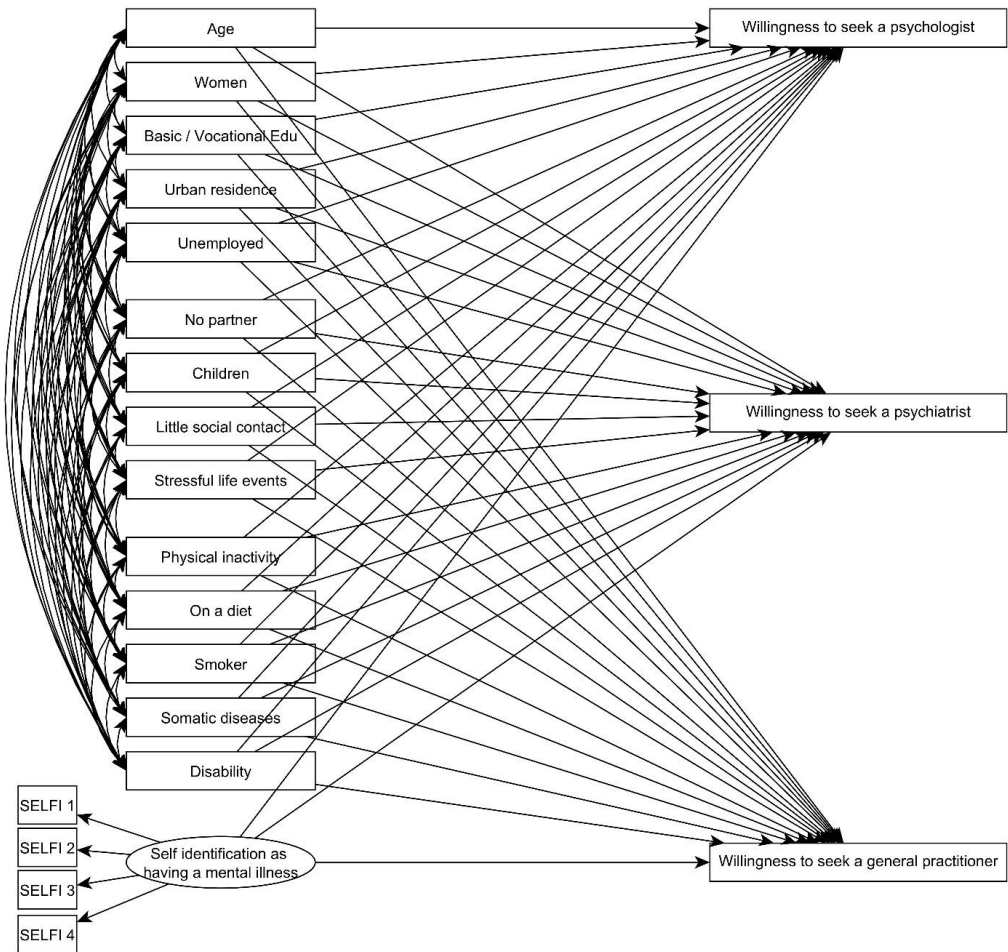 Age
Women
Basic / Vocational Edu
Urban residence
Unemployed
No partner
Children
Little social contact
Stressful life events
Physical inactivity
On a diet
Smoker
Somatic diseases
Disability
SELFI 1
SELFI 2
SELFI 3
SELFI 4
Self identification as
having a mental illness
Willingness to seek a psychologist
Willingness to seek a psychiatrist
Willingness to seek a general practitioner